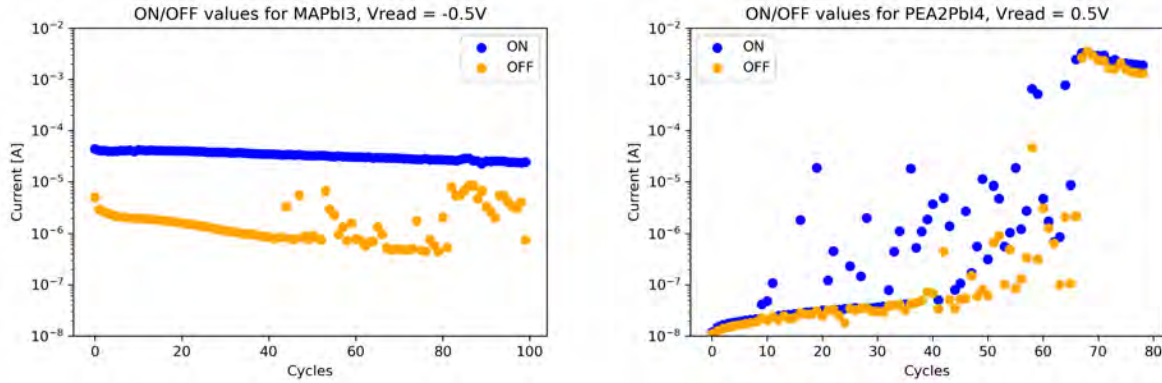 ON/OFF values for MAPbI3, Vread = -0.5V
10⁻²
10⁻³
10⁻⁴
10⁻⁵
10⁻⁶
10⁻⁷
10⁻⁸
Current [A]
ON
OFF
0
20
40
60
80
100
Cycles
ON/OFF values for PEA2PbI4, Vread = 0.5V
10⁻²
10⁻³
10⁻⁴
10⁻⁵
10⁻⁶
10⁻⁷
10⁻⁸
Current [A]
ON
OFF
0
10
20
30
40
50
60
70
80
Cycles